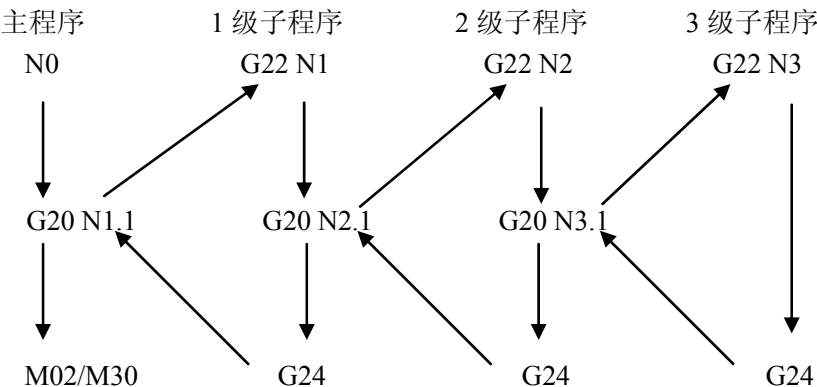 主程序 1 级子程序 2 级子程序 3 级子程序
N0 G22 N1 G22 N2 G22 N3
G20 N1.1 G20 N2.1 G20 N3.1
M02/M30 G24 G24 G24